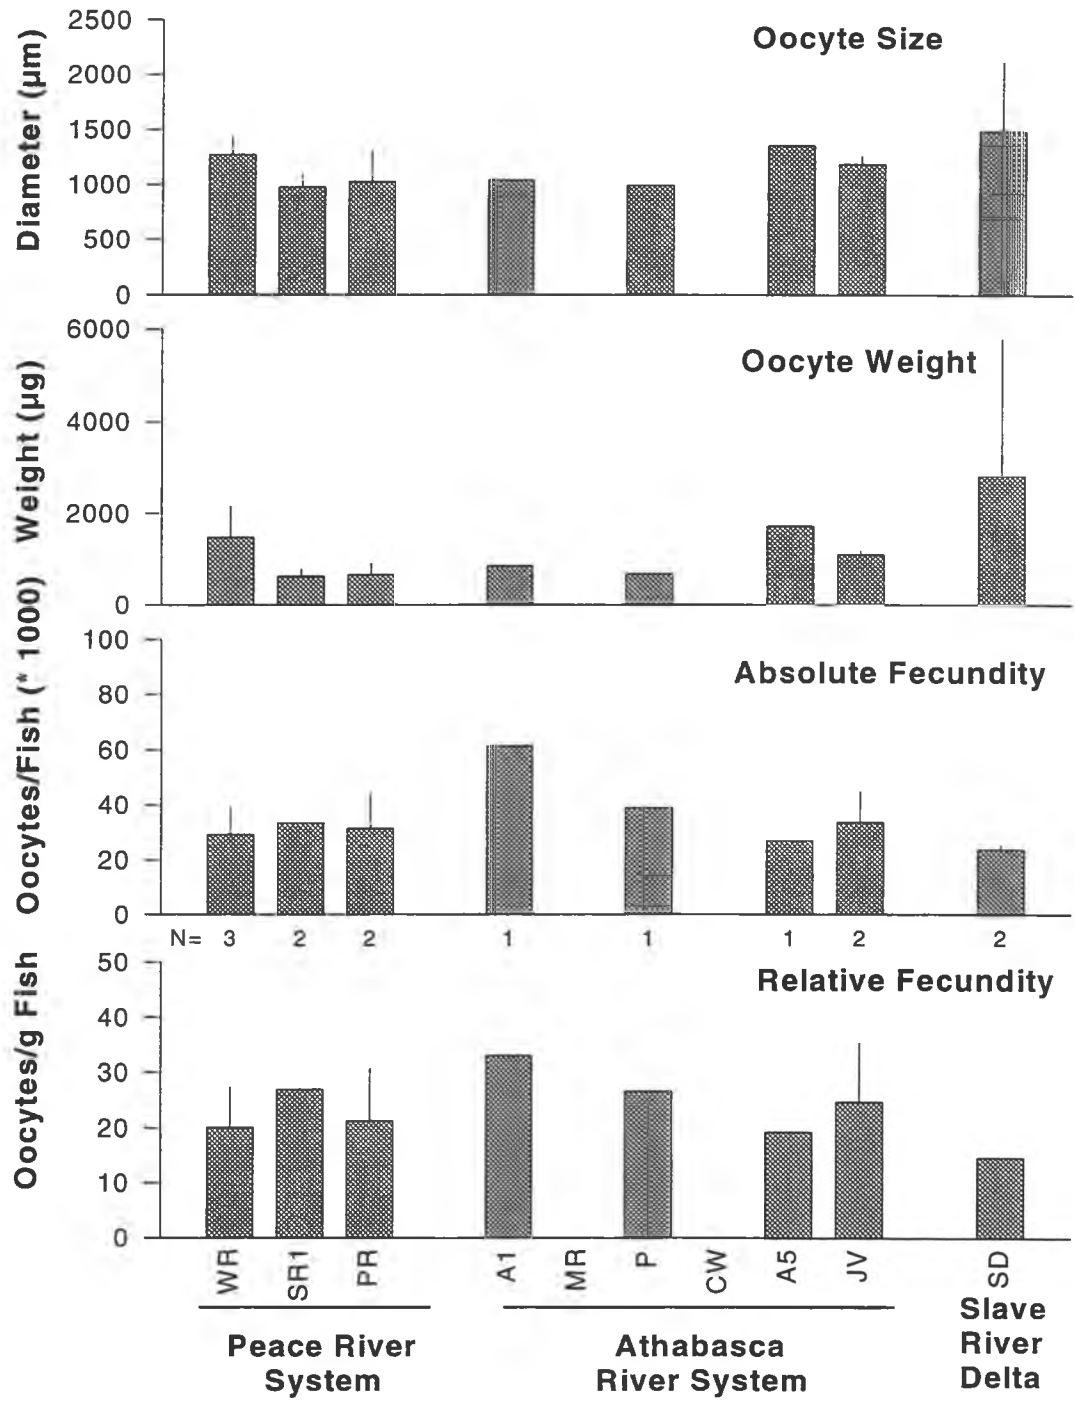 Oocyte Size
Diameter (µm)
2500
2000
1500
1000
500
0
Oocyte Weight
Weight (µg)
6000
4000
2000
0
Absolute Fecundity
Oocytes/Fish (* 1000)
100
80
60
40
20
0
N= 3 2 2 1 1 1 2 2
Relative Fecundity
Oocytes/g Fish
50
40
30
20
10
0
WR SR1 PR A1 MR P CW A5 JV SD
Peace River
System
Athabasca
River System
Slave
River
Delta